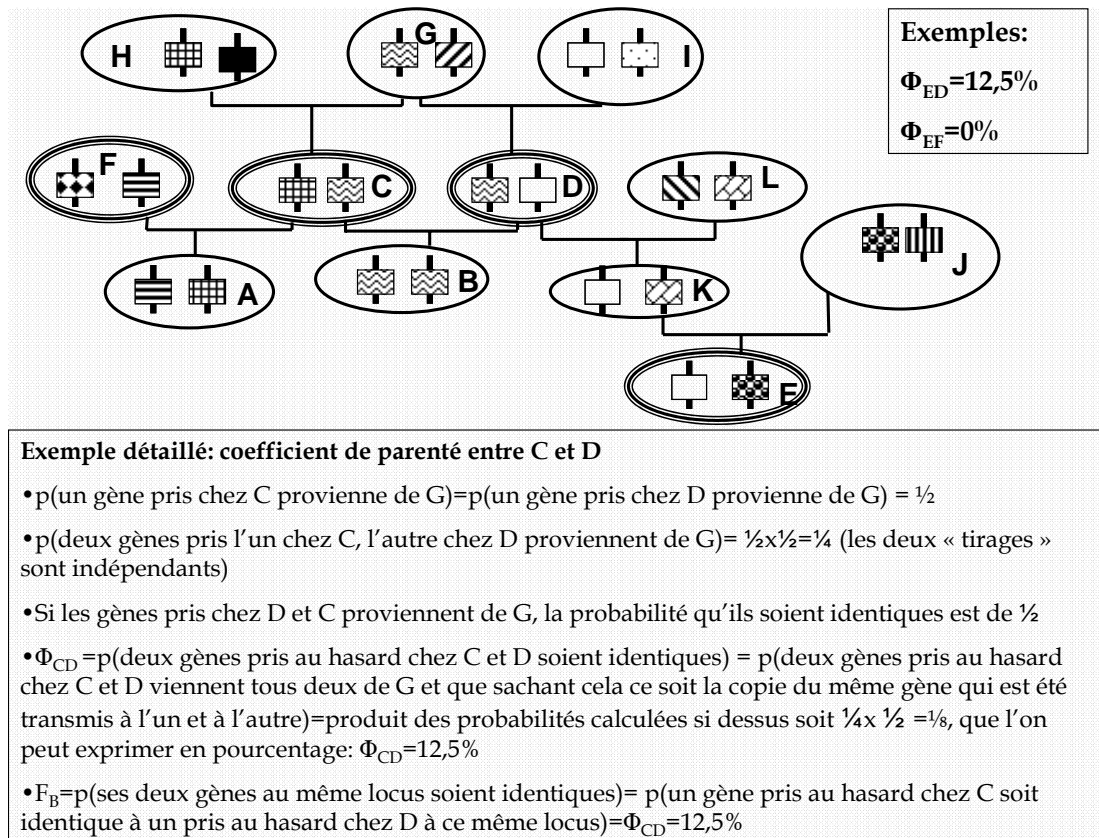 H
G
I
Exemples:
Φ_ED=12,5%
Φ_EF=0%
F
C
D
L
A
B
K
J
E
Exemple détaillé: coefficient de parenté entre C et D
•p(un gène pris chez C provienne de G)=p(un gène pris chez D provienne de G) = ½
•p(deux gènes pris l'un chez C, l'autre chez D proviennent de G)= ½x½=¼ (les deux « tirages »
sont indépendants)
•Si les gènes pris chez D et C proviennent de G, la probabilité qu'ils soient identiques est de ½
•Φ_CD =p(deux gènes pris au hasard chez C et D soient identiques) = p(deux gènes pris au hasard
chez C et D viennent tous deux de G et que sachant cela ce soit la copie du même gène qui est été
transmis à l'un et à l'autre)=produit des probabilités calculées si dessus soit ¼x ½ =⅛, que l'on
peut exprimer en pourcentage: Φ_CD=12,5%
•F_B=p(ses deux gènes au même locus soient identiques)= p(un gène pris au hasard chez C soit
identique à un pris au hasard chez D à ce même locus)=Φ_CD=12,5%